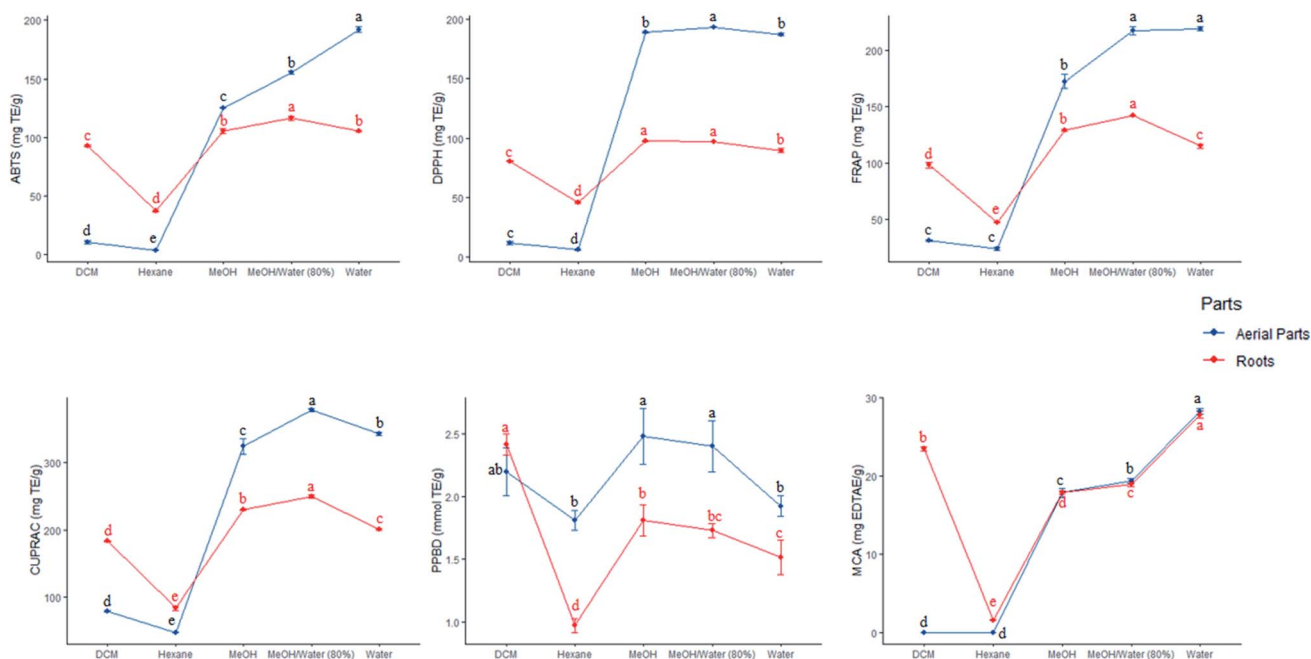 ABTS (mg TE/g)
200
150
100
50
0
a
b
c
d
e
c
d
b
a
b
DCM Hexane MeOH MeOH/Water (80%) Water
DPPH (mg TE/g)
200
150
100
50
0
c
d
b
a
b
c
d
a
a
b
DCM Hexane MeOH MeOH/Water (80%) Water
FRAP (mg TE/g)
200
150
100
50
c
c
b
a
a
d
e
b
a
c
DCM Hexane MeOH MeOH/Water (80%) Water
Parts
Aerial Parts
Roots
CUPRAC (mg TE/g)
300
200
100
d
e
c
a
b
d
e
b
a
c
DCM Hexane MeOH MeOH/Water (80%) Water
PPBD (mmol TE/g)
2.5
2.0
1.5
1.0
ab
b
a
a
b
a
d
b
bc
c
DCM Hexane MeOH MeOH/Water (80%) Water
MCA (mg EDTAE/g)
30
20
10
0
d
d
c
b
a
b
e
d
c
a
DCM Hexane MeOH MeOH/Water (80%) Water